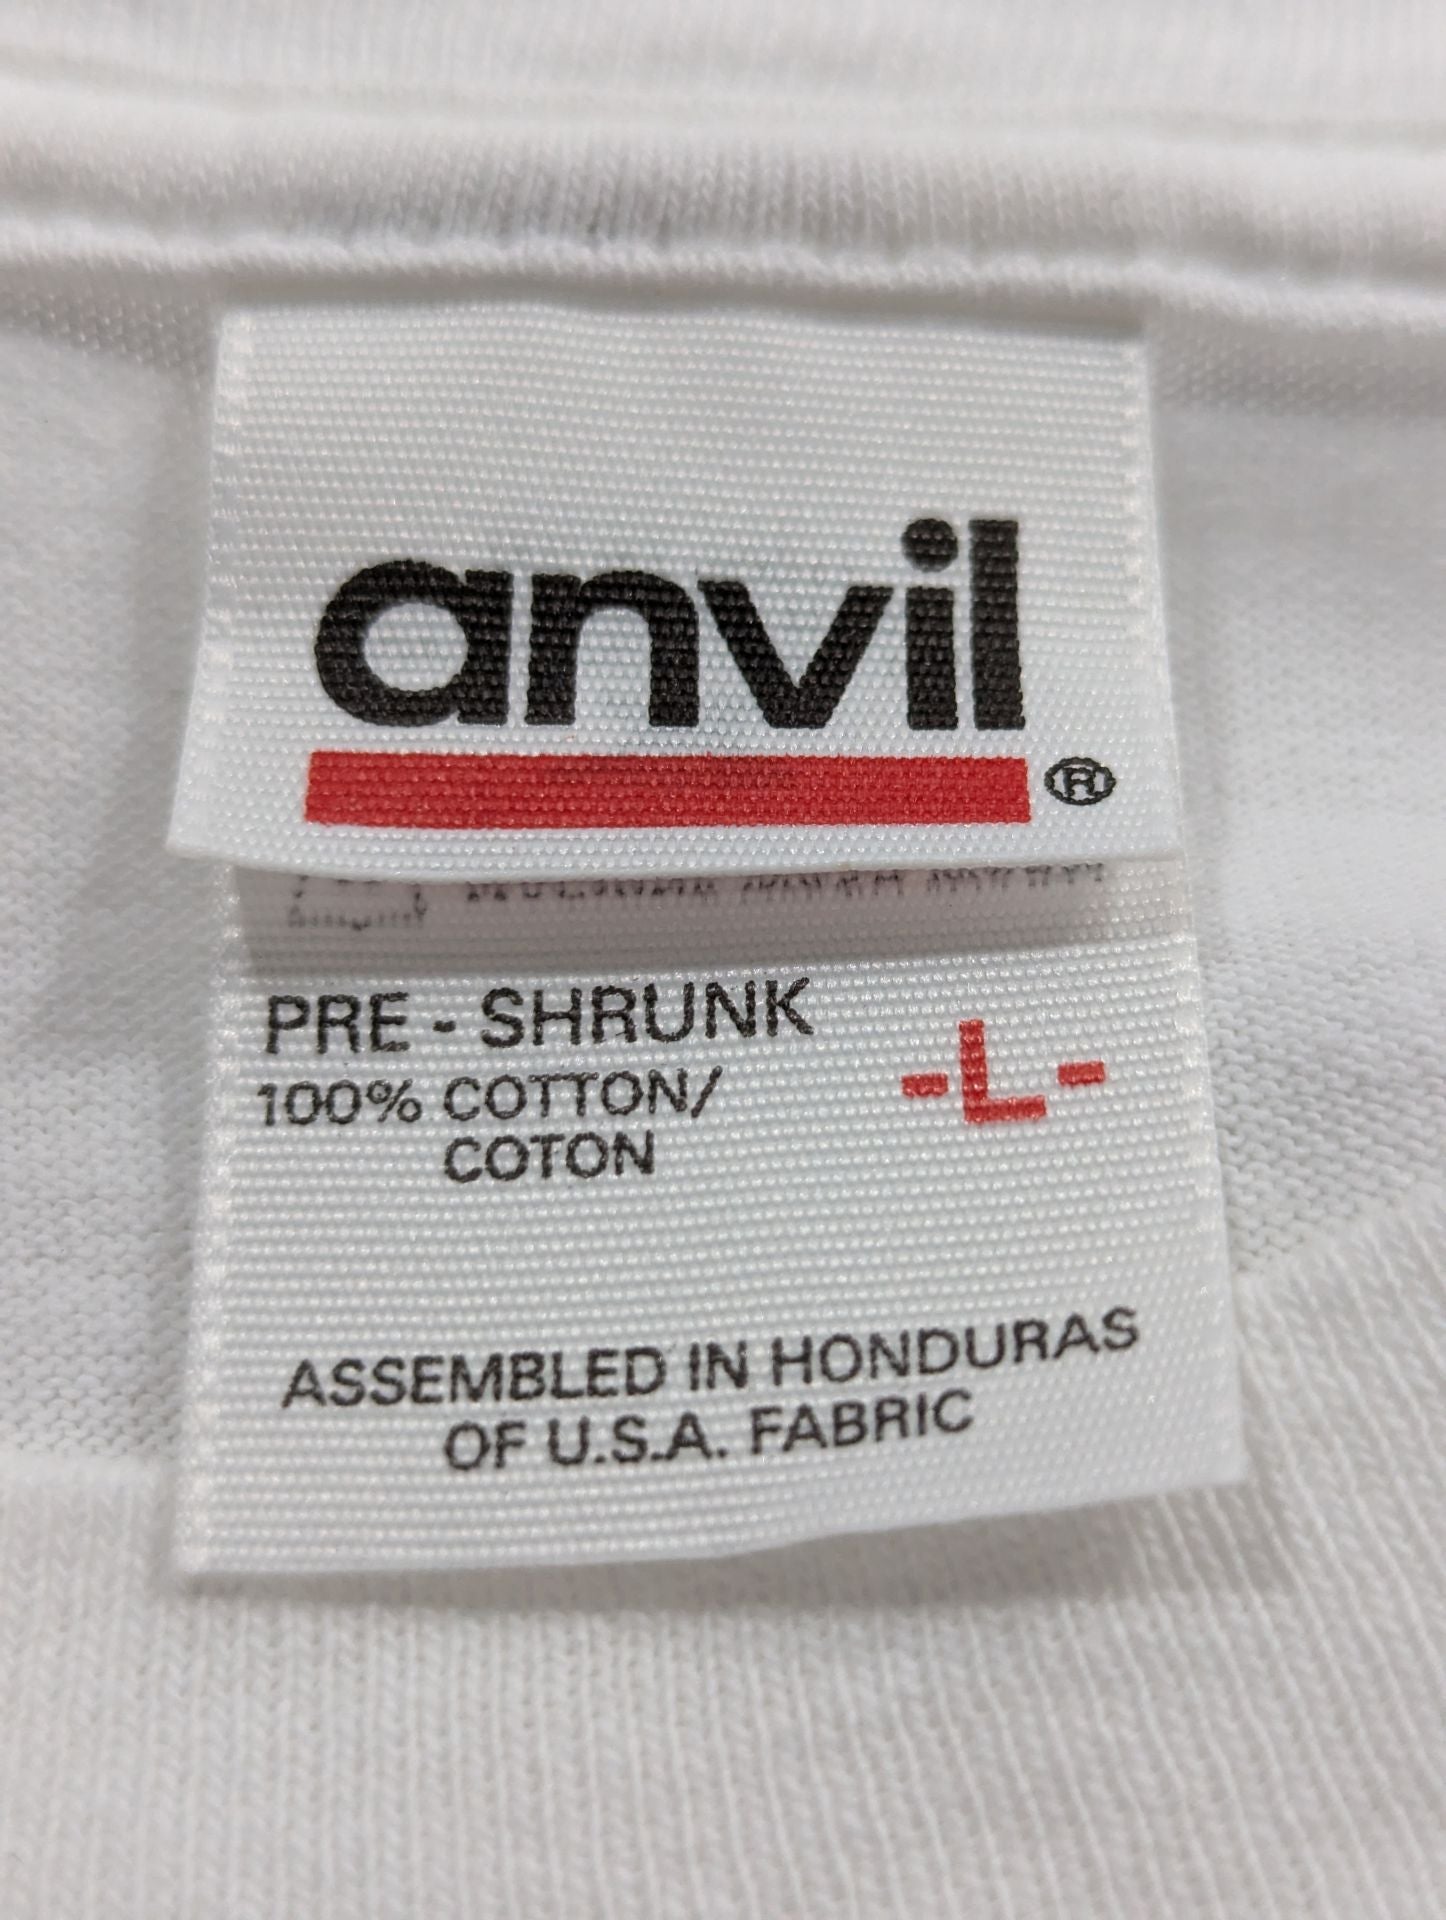 anvil
®
PRE - SHRUNK
-L-
100% COTTON/
COTON
ASSEMBLED IN HONDURAS
OF U.S.A. FABRIC